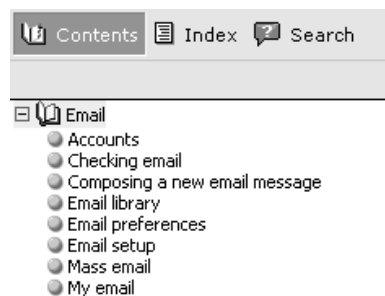 Contents Index Search
Email
Accounts
Checking email
Composing a new email message
Email library
Email preferences
Email setup
Mass email
My email